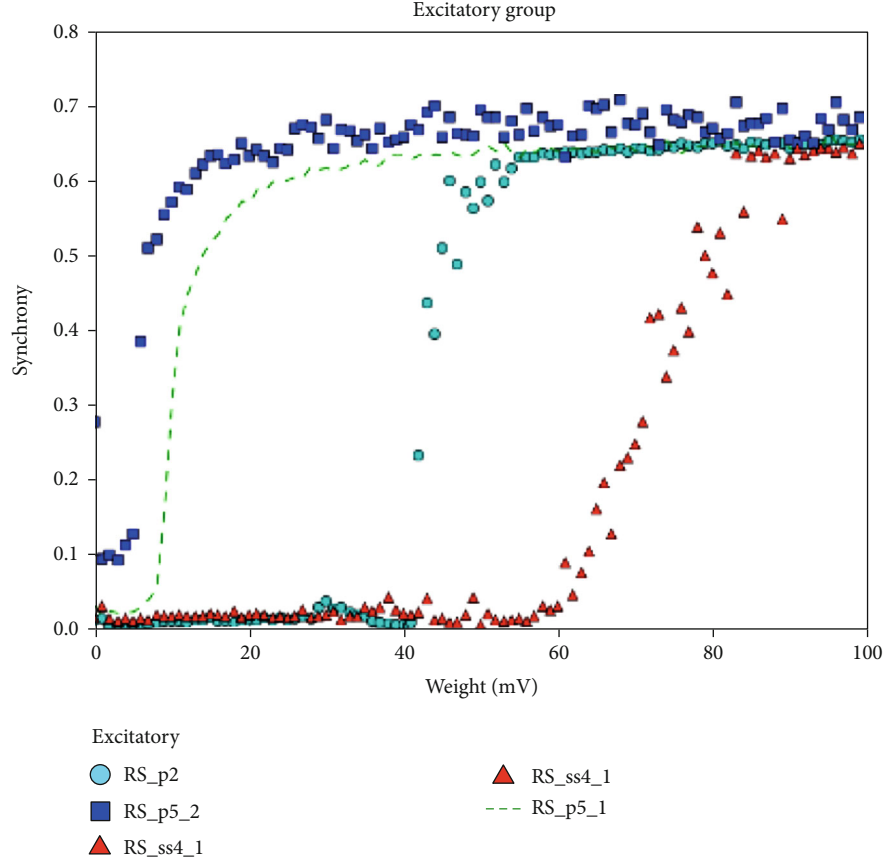 Excitatory group
0.8
0.7
0.6
0.5
0.4
0.3
0.2
0.1
0.0
Synchrony
0 20 40 60 80 100
Weight (mV)
Excitatory
RS_p2
RS_p5_2
RS_ss4_1
RS_ss4_1
RS_p5_1